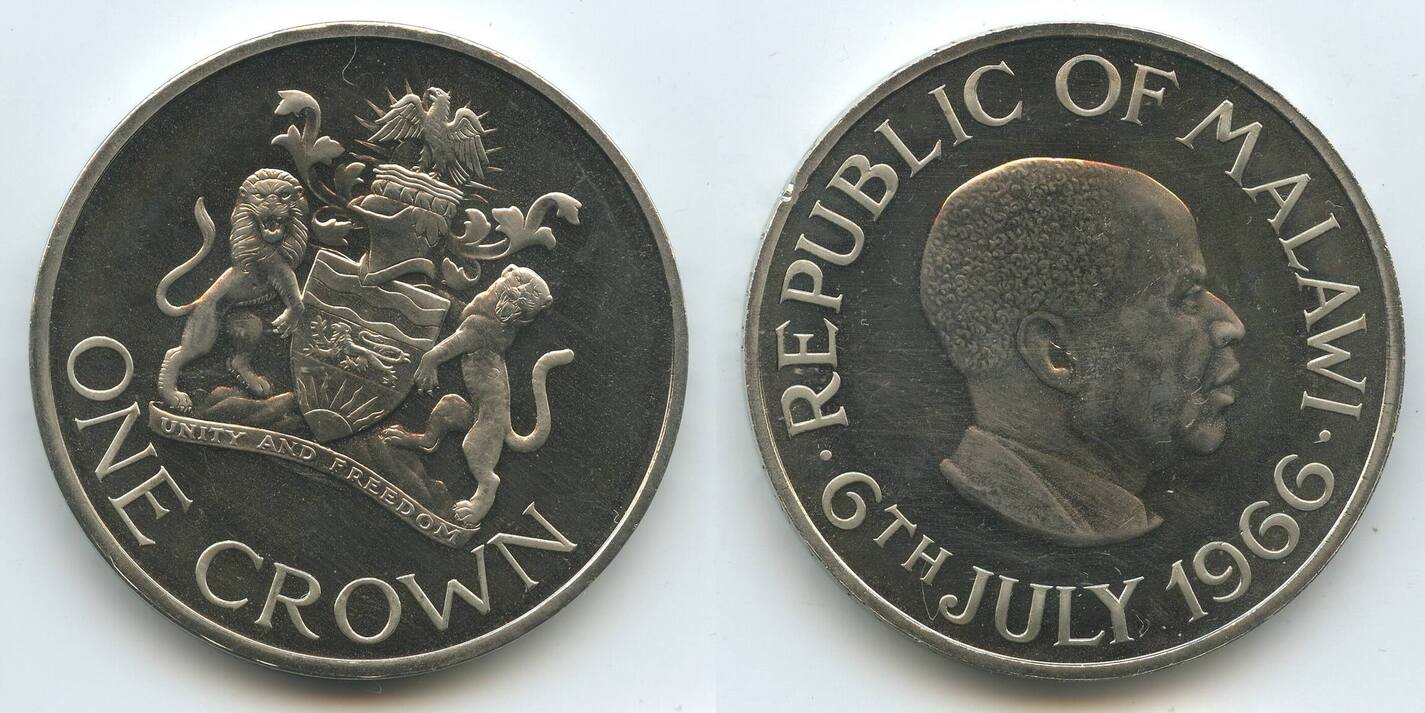 UNITY AND FREEDOM
ONE CROWN
· REPUBLIC OF MALAWI ·
6TH JULY 1966